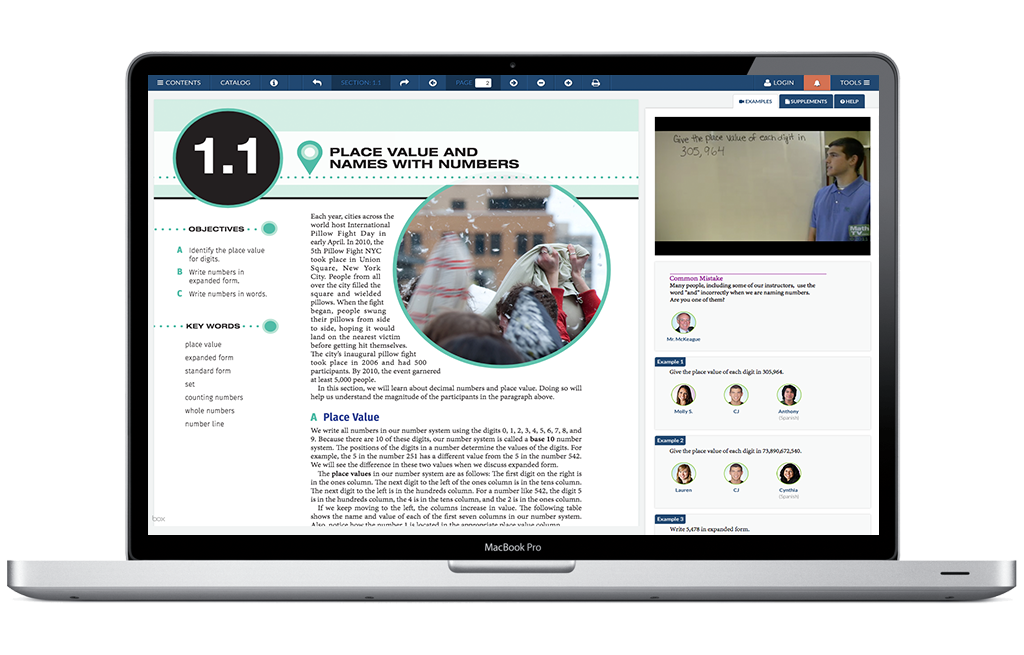 CONTENTS
CATALOG
SECTION: 1.1
PAGE 2
LOGIN
TOOLS
EXAMPLES
SUPPLEMENTS
HELP
1.1
PLACE VALUE AND
NAMES WITH NUMBERS
OBJECTIVES
A Identify the place value
for digits.
B Write numbers in
expanded form.
C Write numbers in words.
KEY WORDS
place value
expanded form
standard form
set
counting numbers
whole numbers
number line
Each year, cities across the
world host International
Pillow Fight Day in
early April. In 2010, the
5th Pillow Fight NYC
took place in Union
Square, New York
City. People from all
over the city filled the
square and wielded
pillows. When the fight
began, people swung
their pillows from side
to side, hoping it would
land on the nearest victim
before getting hit themselves.
The city's inaugural pillow fight
took place in 2006 and had 500
participants. By 2010, the event garnered
at least 5,000 people.
In this section, we will learn about decimal numbers and place value. Doing so will
help us understand the magnitude of the participants in the paragraph above.
A Place Value
We write all numbers in our number system using the digits 0, 1, 2, 3, 4, 5, 6, 7, 8, and
9. Because there are 10 of these digits, our number system is called a base 10 number
system. The positions of the digits in a number determine the values of the digits. For
example, the 5 in the number 251 has a different value from the 5 in the number 542.
We will see the difference in these two values when we discuss expanded form.
The place values in our number system are as follows: The first digit on the right is
in the ones column. The next digit to the left of the ones column is in the tens column.
The next digit to the left is in the hundreds column. For a number like 542, the digit 5
is in the hundreds column, the 4 is in the tens column, and the 2 is in the ones column.
If we keep moving to the left, the columns increase in value. The following table
shows the name and value of each of the first seven columns in our number system.
Also, notice how the number 1 is located in the appropriate place value column
box
Give the place value of each digit in
305,964
Math
TV
Common Mistake
Many people, including some of our instructors, use the
word "and" incorrectly when we are naming numbers.
Are you one of them?
Mr. McKeague
Example 1
Give the place value of each digit in 305,964.
Molly S.
CJ
Anthony
(Spanish)
Example 2
Give the place value of each digit in 73,890,672,540.
Lauren
CJ
Cynthia
(Spanish)
Example 3
Write 5,478 in expanded form.
MacBook Pro